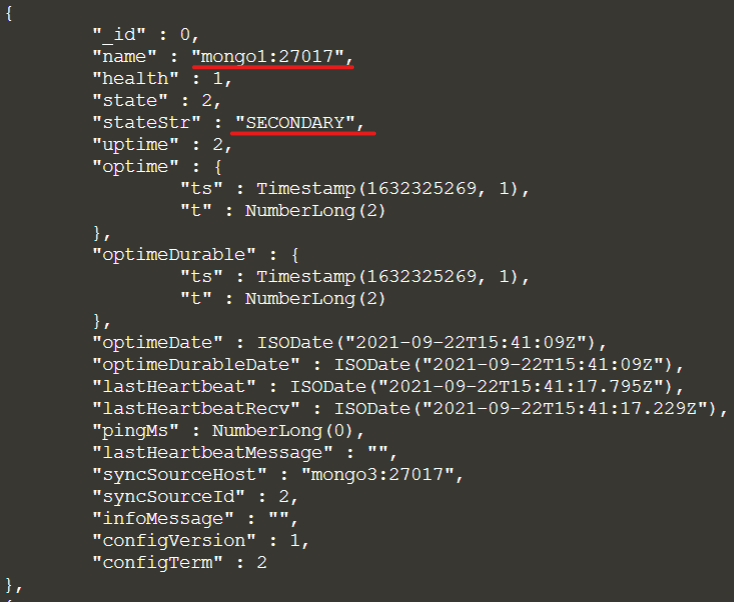 {
"_id" : 0,
"name" : "mongo1:27017",
"health" : 1,
"state" : 2,
"stateStr" : "SECONDARY",
"uptime" : 2,
"optime" : {
"ts" : Timestamp(1632325269, 1),
"t" : NumberLong(2)
},
"optimeDurable" : {
"ts" : Timestamp(1632325269, 1),
"t" : NumberLong(2)
},
"optimeDate" : ISODate("2021-09-22T15:41:09Z"),
"optimeDurableDate" : ISODate("2021-09-22T15:41:09Z"),
"lastHeartbeat" : ISODate("2021-09-22T15:41:17.795Z"),
"lastHeartbeatRecv" : ISODate("2021-09-22T15:41:17.229Z"),
"pingMs" : NumberLong(0),
"lastHeartbeatMessage" : "",
"syncSourceHost" : "mongo3:27017",
"syncSourceId" : 2,
"infoMessage" : "",
"configVersion" : 1,
"configTerm" : 2
},